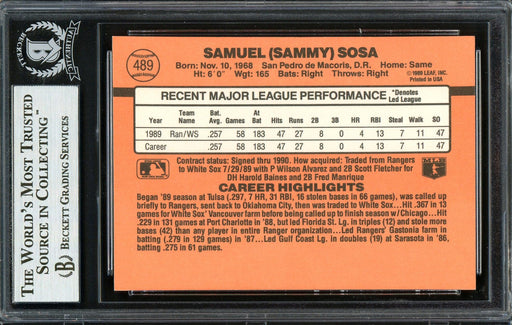 BECKETT
AUTHENTIC
THE WORLD'S MOST TRUSTED
SOURCE IN COLLECTING™
BECKETT GRADING SERVICES
489
SAMUEL (SAMMY) SOSA
Born: Nov. 10, 1968 San Pedro de Macoris, D.R. Home: Same
Ht: 6'0" Wgt: 165 Bats: Right Throws: Right
© 1989 LEAF, INC.
Printed in USA
RECENT MAJOR LEAGUE PERFORMANCE *Denotes Led League
Year Team Name Bat. Avg Games At Bat Hits Runs 2B 3B HR RBI Steal Walk SO
1989 Ran/WS .257 58 183 47 27 8 0 4 13 7 11 47
Career .257 58 183 47 27 8 0 4 13 7 11 47
Contract status: Signed thru 1990. How acquired: Traded from Rangers
to White Sox 7/29/89 with P Wilson Alvarez and 2B Scott Fletcher for
DH Harold Baines and 2B Fred Manrique
MLB
CAREER HIGHLIGHTS
Began '89 season at Tulsa (.297, 7 HR, 31 RBI, 16 stolen bases in 66 games), was called up
briefly to Rangers, sent back to Oklahoma City, then was traded to White Sox... Hit .367 in 13
games for White Sox' Vancouver farm before being called up to finish season w/Chicago... Hit
.229 in 131 games at Port Charlotte in '88, but led Florida St. Lg. in triples (12) and stole more
bases (42) than any player in entire Ranger organization... Led Rangers' Gastonia farm in
batting (.279 in 129 games) in '87... Led Gulf Coast Lg. in doubles (19) at Sarasota in '86,
batting .275 in 61 games.